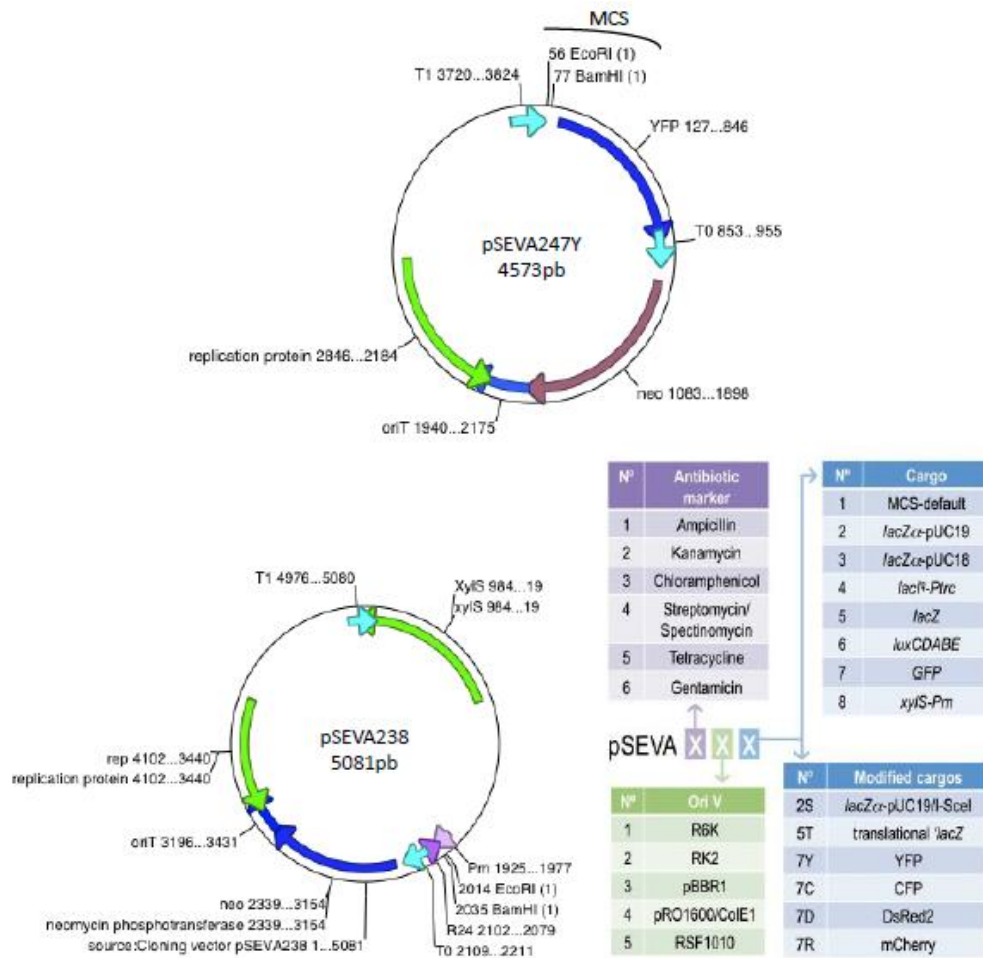 MCS
56 EcoRI (1)
77 BamHI (1)
T1 3720...3824
YFP 127...846
T0 853...955
pSEVA247Y
4573pb
replication protein 2846...2184
neo 1083...1898
oriT 1940...2175
T1 4976...5080
XylS 984...19
xylS 984...19
pSEVA238
5081pb
rep 4102...3440
replication protein 4102...3440
oriT 3196...3431
Pm 1925...1977
2014 EcoRI (1)
2035 BamHI (1)
neo 2339...3154
neomycin phosphotransferase 2339...3154
R24 2102...2079
source:Cloning vector pSEVA238 1...5081
T0 2109...2211
Nº Antibiotic marker
1 Ampicillin
2 Kanamycin
3 Chloramphenicol
4 Streptomycin/
Spectinomycin
5 Tetracycline
6 Gentamicin
Nº Cargo
1 MCS-default
2 lacZα-pUC19
3 lacZα-pUC18
4 lacIq-Ptrc
5 lacZ
6 luxCDABE
7 GFP
8 xylS-Pm
pSEVA X X X
Nº Ori V
1 R6K
2 RK2
3 pBBR1
4 pRO1600/ColE1
5 RSF1010
Nº Modified cargos
2S lacZα-pUC19/I-SceI
5T translational 'lacZ
7Y YFP
7C CFP
7D DsRed2
7R mCherry